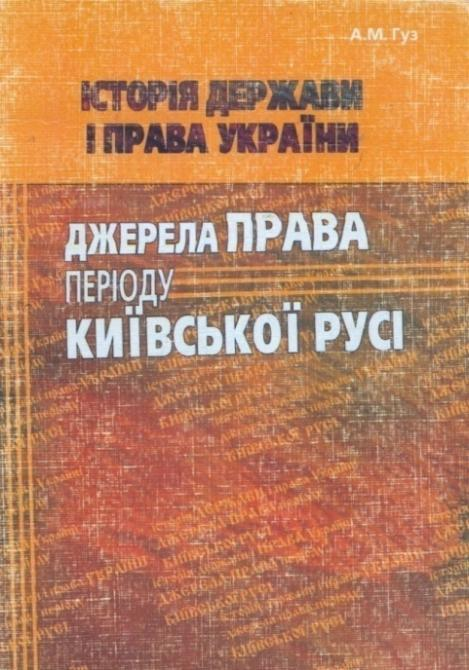 А.М. Гуз
ІСТОРІЯ ДЕРЖАВИ
І ПРАВА УКРАЇНИ
ДЖЕРЕЛА ПРАВА
ПЕРІОДУ
КИЇВСЬКОЇ РУСІ